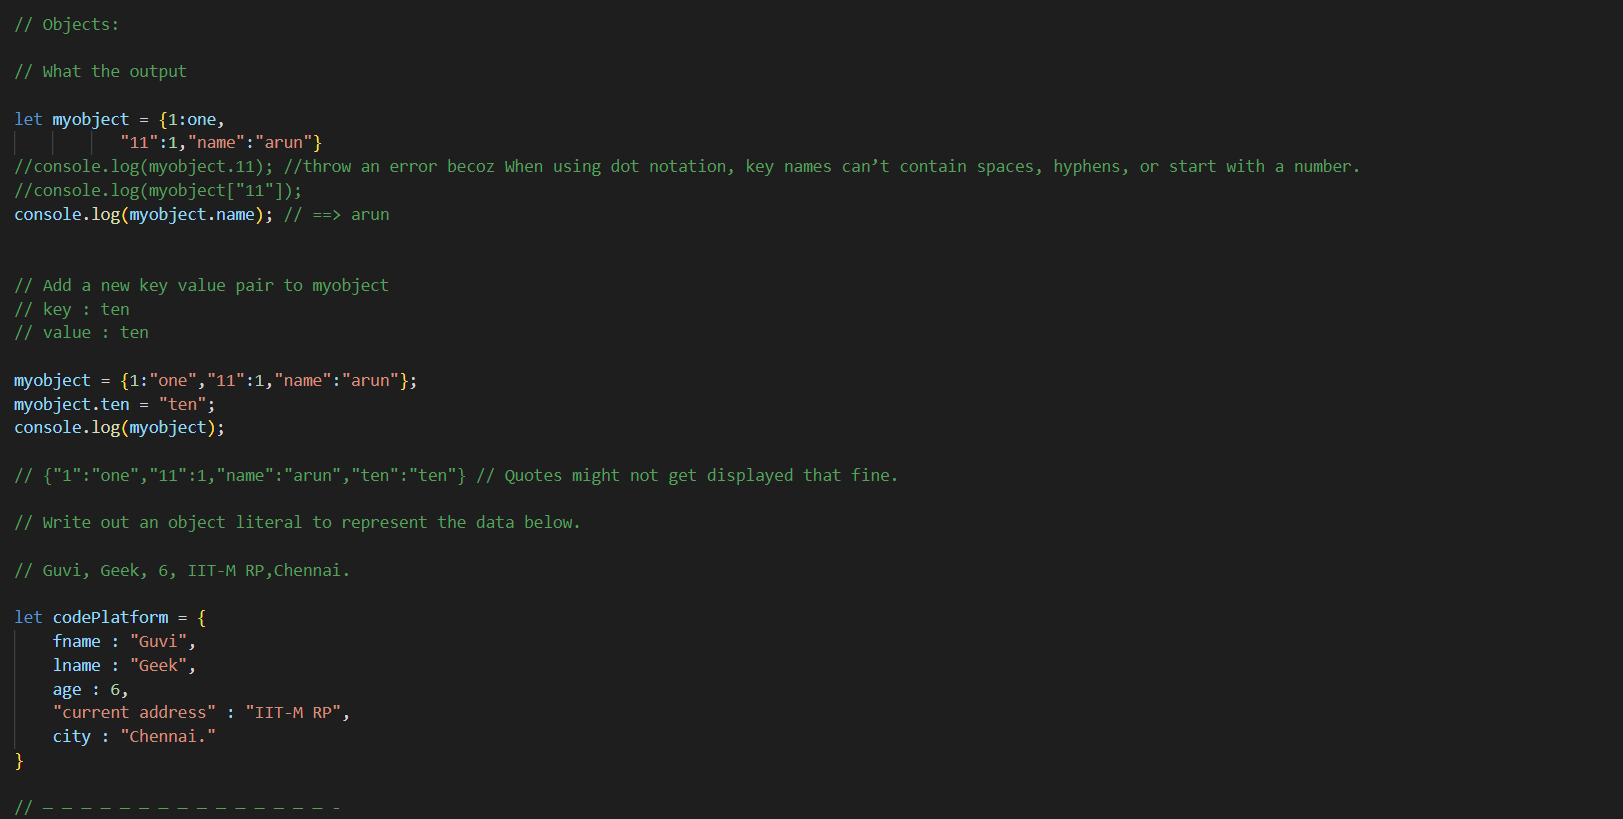 // Objects:
// What the output
let myobject = {1:one,
"11":1,"name":"arun"}
//console.log(myobject.11); //throw an error becoz When using dot notation, key names can’t contain spaces, hyphens, or start with a number.
//console.log(myobject["11"]);
console.log(myobject.name); // ==> arun
// Add a new key value pair to myobject
// key : ten
// value : ten
myobject = {1:"one","11":1,"name":"arun"};
myobject.ten = "ten";
console.log(myobject);
// {"1":"one","11":1,"name":"arun","ten":"ten"} // Quotes might not get displayed that fine.
// Write out an object literal to represent the data below.
// Guvi, Geek, 6, IIT-M RP,Chennai.
let codePlatform = {
fname : "Guvi",
lname : "Geek",
age : 6,
"current address" : "IIT-M RP",
city : "Chennai."
}
// — — — — — — — — — — — — — — — -